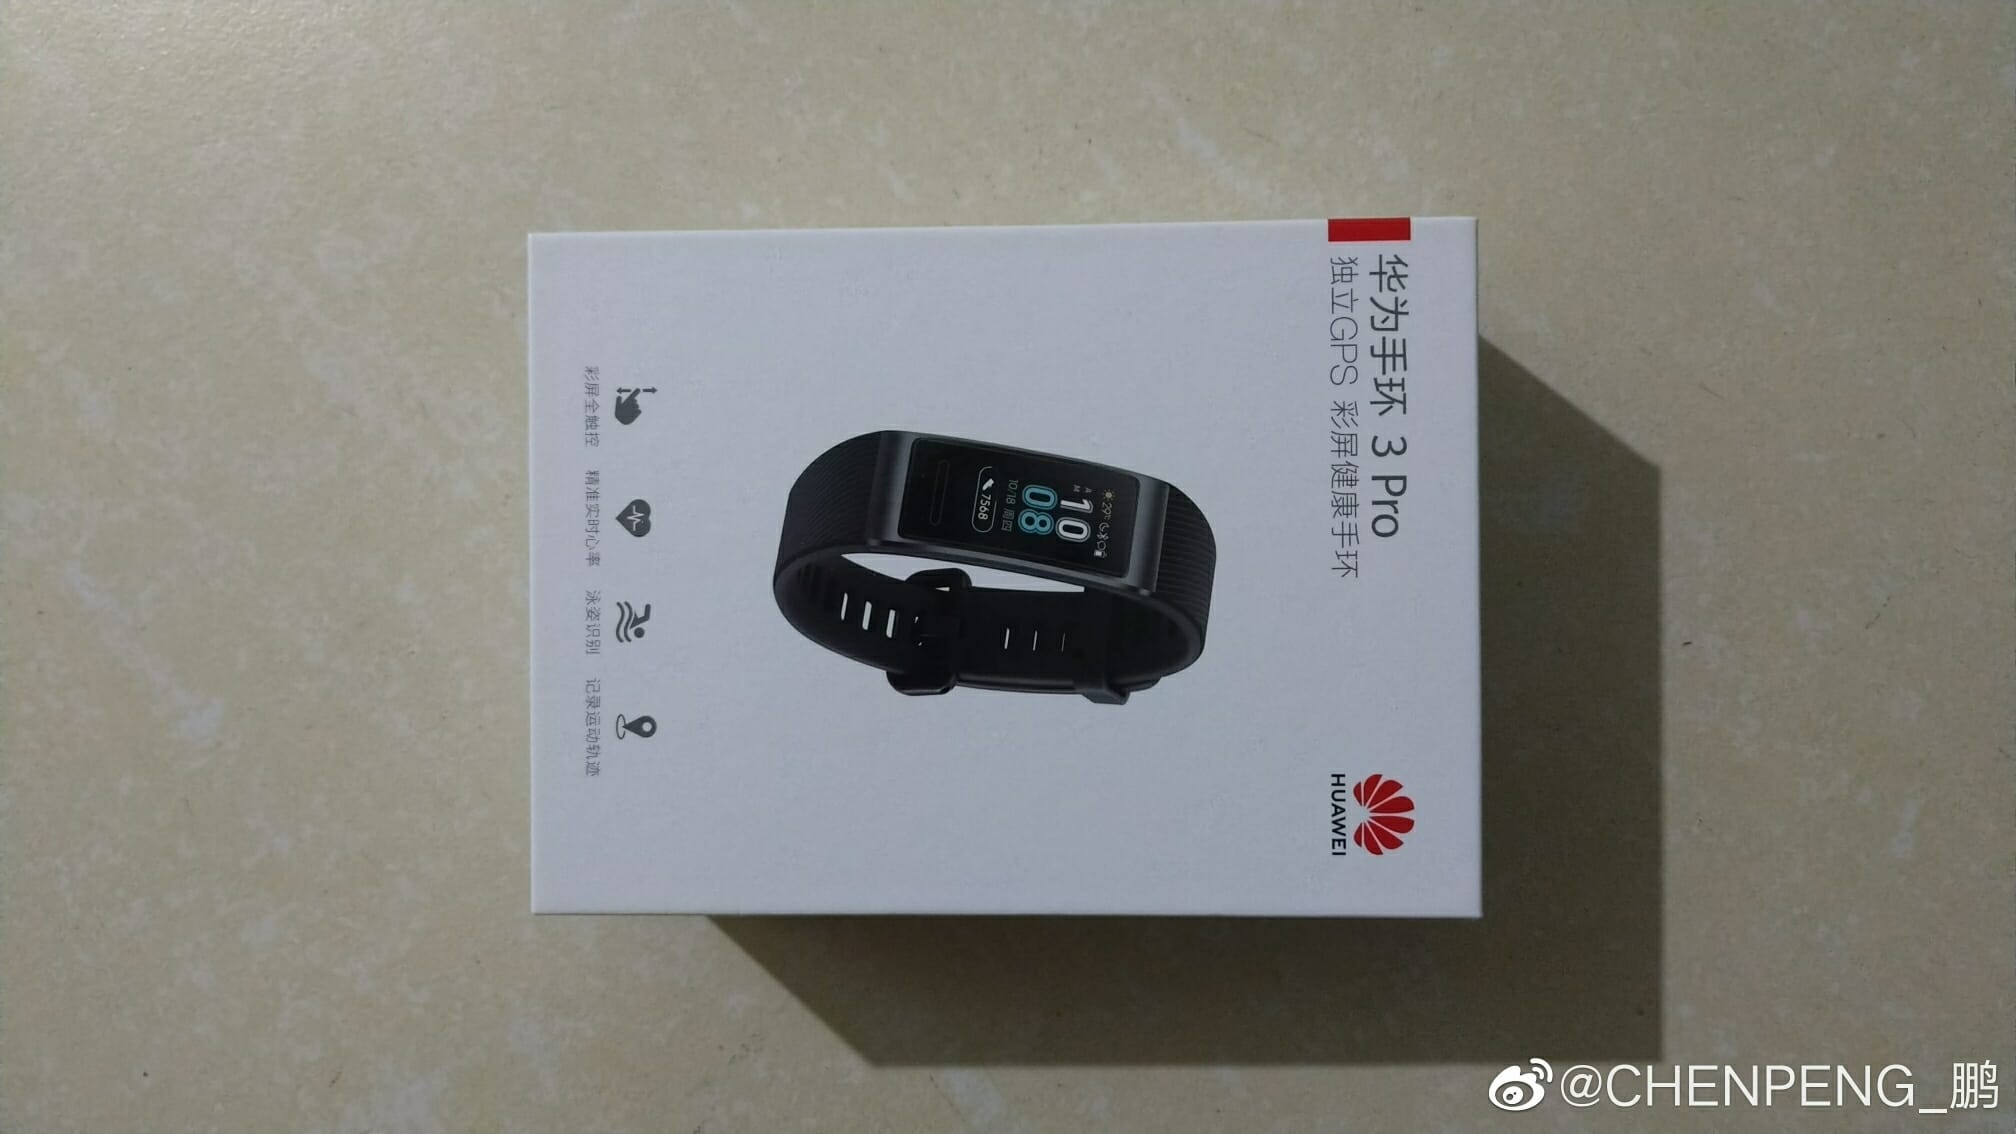 华为手环 3 Pro
独立GPS 彩屏健康手环
HUAWEI
29℃
10
AM
08
10/18 周四
7568
彩屏全触控
精准实时心率
泳姿识别
记录运动轨迹
@CHENPENG_鹏